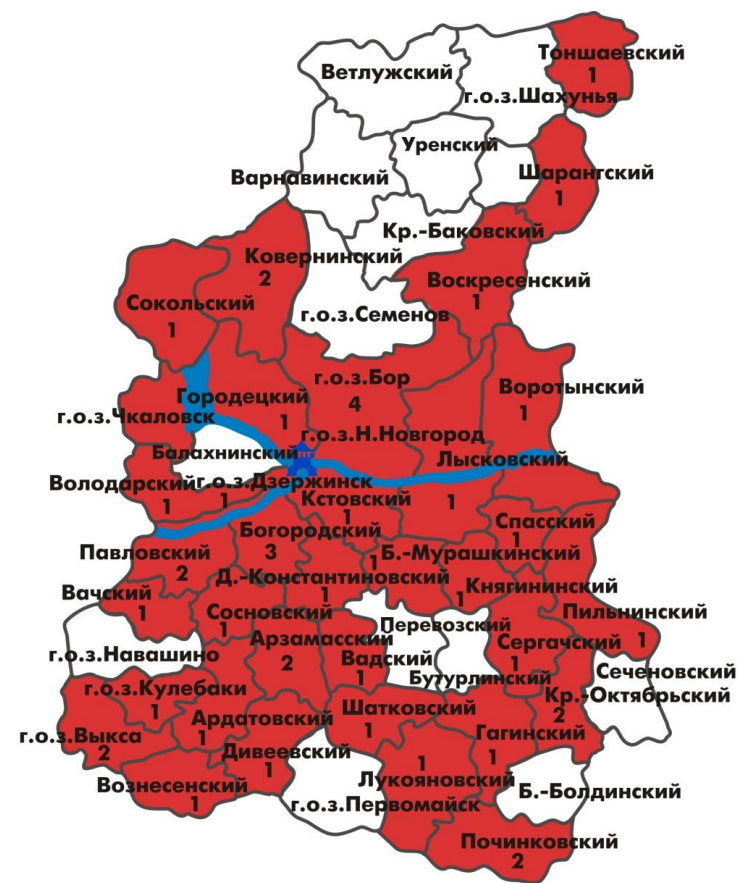 Тоншаевский
1
Ветлужский
г.о.з.Шахунья
Уренский
Варнавинский
Шарангский
1
Кр.-Баковский
Ковернинский
2
Воскресенский
1
Сокольский
1
г.о.з.Семенов
г.о.з.Бор
4
Воротынский
1
Городецкий
1
г.о.з.Чкаловск
г.о.з.Н.Новгород
Балахнинский
Лысковский
1
Володарский
1
г.о.з.Дзержинск
1
Кстовский
1
Спасский
1
Богородский
3
Павловский
2
Б.-Мурашкинский
1
Д.-Константиновский
1
Княгининский
1
Вачский
1
Сосновский
1
Пильнинский
1
Перевозский
Арзамасский
2
Сергачский
1
г.о.з.Навашино
Вадский
1
Бутурлинский
Сеченовский
г.о.з.Кулебаки
1
Кр.-Октябрьский
2
Шатковский
1
Ардатовский
1
г.о.з.Выкса
2
Гагинский
1
Дивеевский
1
Лукояновский
1
Вознесенский
1
г.о.з.Первомайск
Б.-Болдинский
Починковский
2